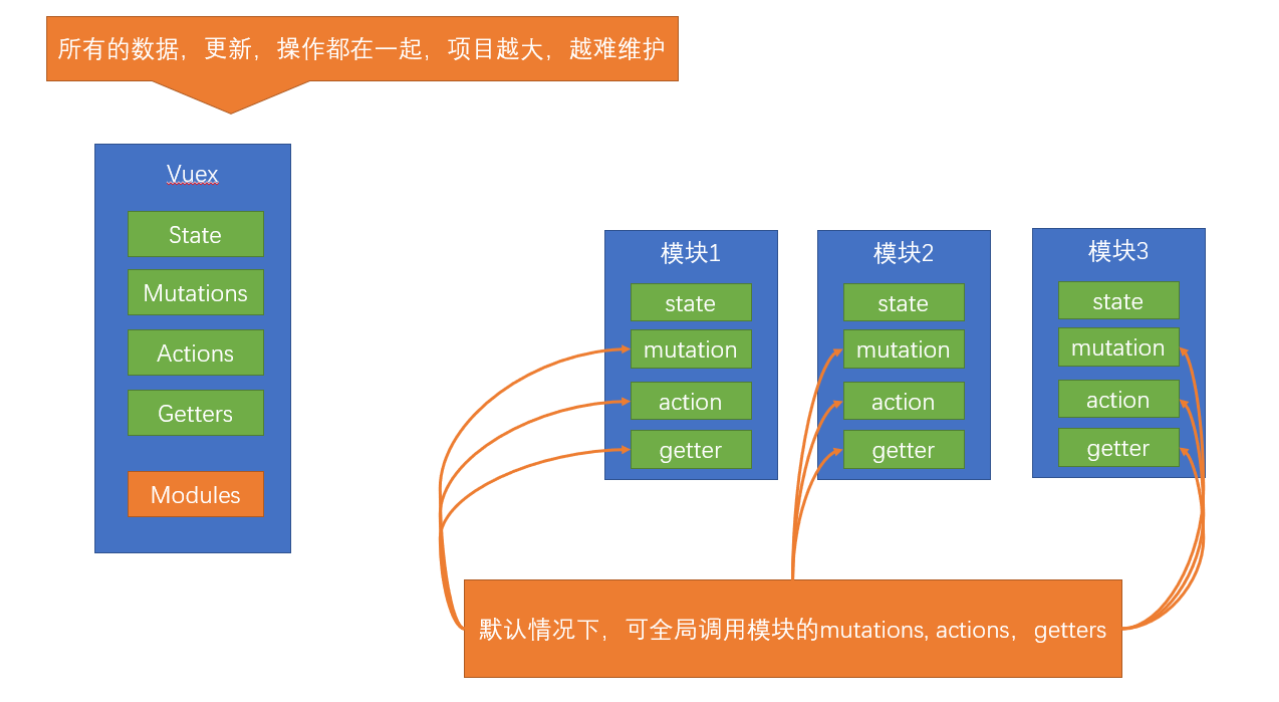 所有的数据，更新，操作都在一起，项目越大，越难维护
Vuex
State
Mutations
Actions
Getters
Modules
模块1
state
mutation
action
getter
模块2
state
mutation
action
getter
模块3
state
mutation
action
getter
默认情况下，可全局调用模块的mutations, actions，getters